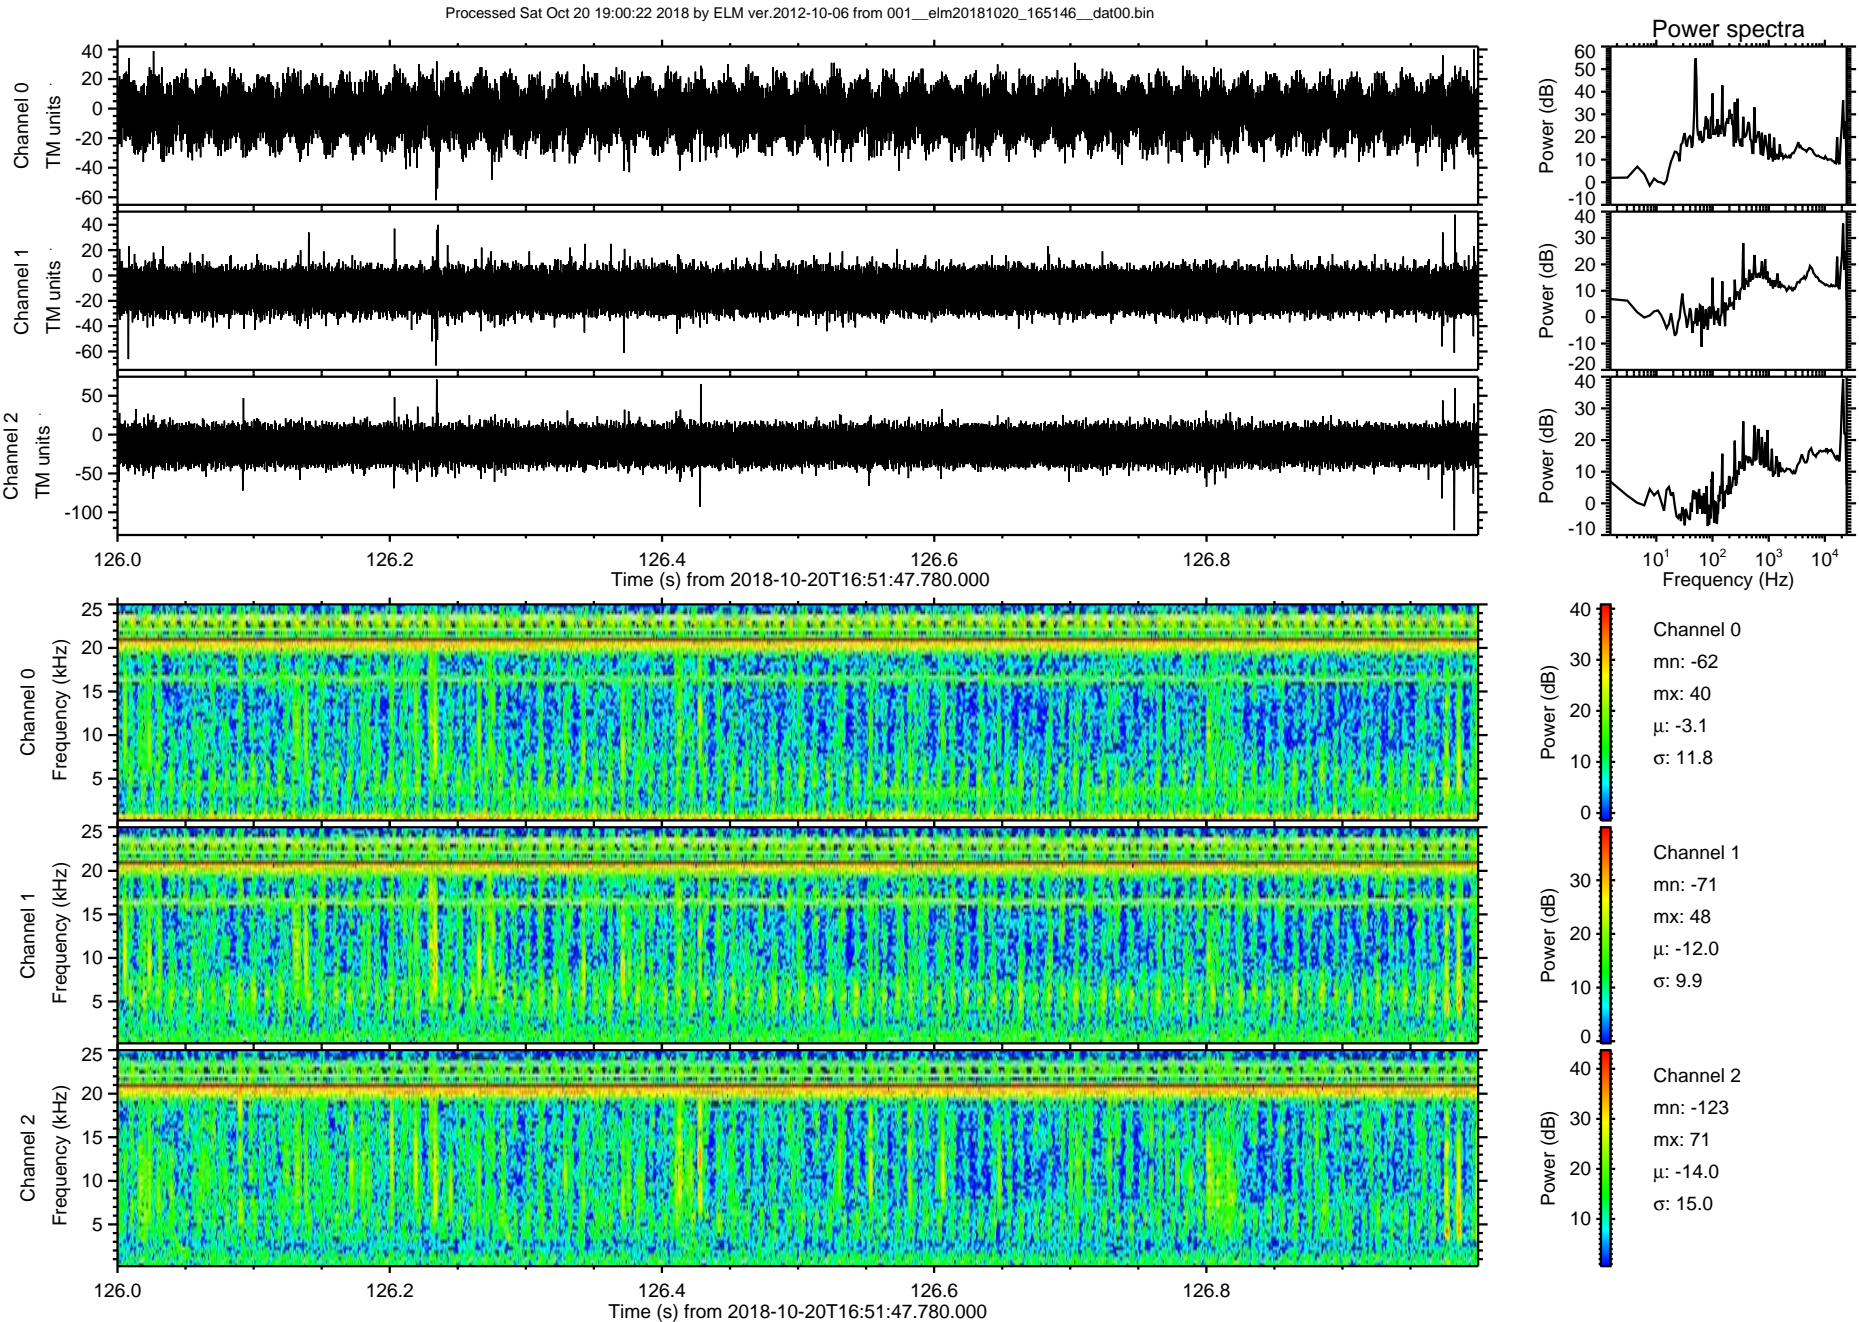 Processed Sat Oct 20 19:00:22 2018 by ELM ver.2012-10-06 from 001__elm20181020_165146__dat00.bin
Power spectra
Channel 0
TM units
40
20
0
-20
-40
-60
Power (dB)
60
50
40
30
20
10
0
-10
Channel 1
TM units
40
20
0
-20
-40
-60
Power (dB)
40
30
20
10
0
-10
-20
Channel 2
TM units
50
0
-50
-100
Power (dB)
40
30
20
10
0
-10
126.0 126.2 126.4 126.6 126.8
Time (s) from 2018-10-20T16:51:47.780.000
10^1 10^2 10^3 10^4
Frequency (Hz)
Channel 0
Frequency (kHz)
25
20
15
10
5
Power (dB)
40
30
20
10
0
Channel 0
mn: -62
mx: 40
μ: -3.1
σ: 11.8
Channel 1
Frequency (kHz)
25
20
15
10
5
Power (dB)
30
20
10
0
Channel 1
mn: -71
mx: 48
μ: -12.0
σ: 9.9
Channel 2
Frequency (kHz)
25
20
15
10
5
Power (dB)
40
30
20
10
Channel 2
mn: -123
mx: 71
μ: -14.0
σ: 15.0
126.0 126.2 126.4 126.6 126.8
Time (s) from 2018-10-20T16:51:47.780.000